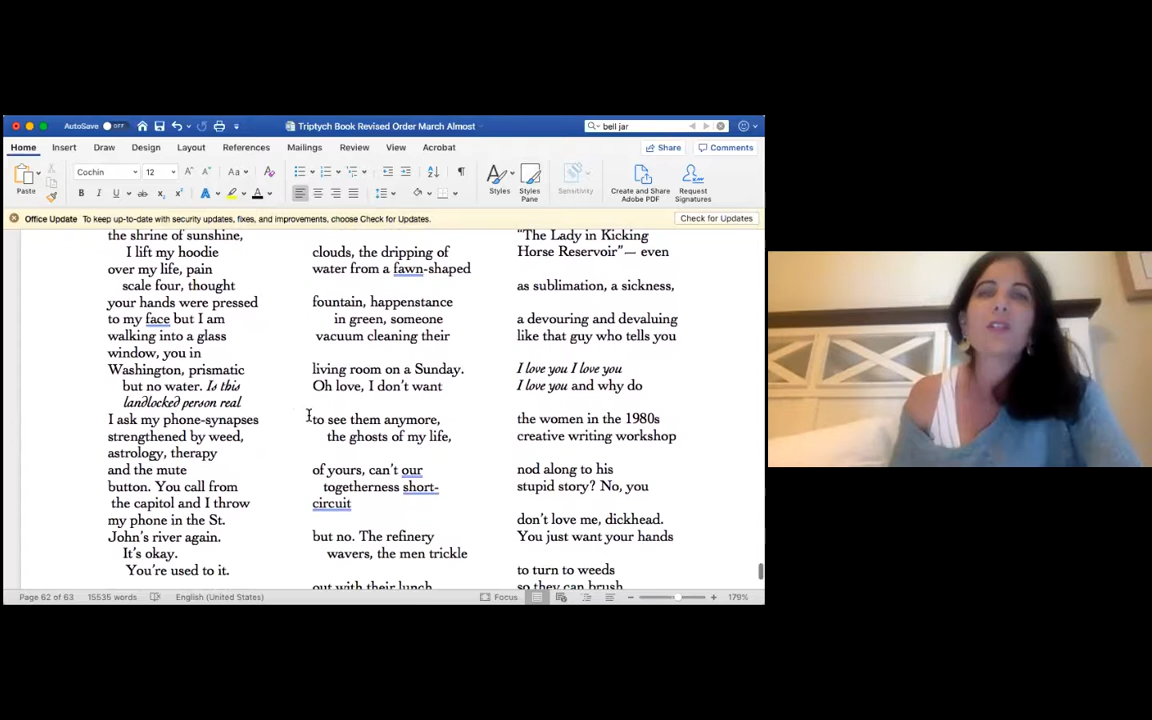 AutoSave OFF
Triptych Book Revised Order March Almost
bell jar
Home Insert Draw Design Layout References Mailings Review View Acrobat
Share Comments
Paste
Cochin 12
Styles
Styles Pane
Sensitivity
Create and Share Adobe PDF
Request Signatures
Office Update To keep up-to-date with security updates, fixes, and improvements, choose Check for Updates.
Check for Updates
the shrine of sunshine,
I lift my hoodie
over my life, pain
scale four, thought
your hands were pressed
to my face but I am
walking into a glass
window, you in
Washington, prismatic
but no water. Is this
landlocked person real
I ask my phone-synapses
strengthened by weed,
astrology, therapy
and the mute
button. You call from
the capitol and I throw
my phone in the St.
John's river again.
It's okay.
You're used to it.
clouds, the dripping of
water from a fawn-shaped
fountain, happenstance
in green, someone
vacuum cleaning their
living room on a Sunday.
Oh love, I don't want
to see them anymore,
the ghosts of my life,
of yours, can't our
togetherness short-
circuit
but no. The refinery
wavers, the men trickle
out with their lunch
"The Lady in Kicking
Horse Reservoir"— even
as sublimation, a sickness,
a devouring and devaluing
like that guy who tells you
I love you I love you
I love you and why do
the women in the 1980s
creative writing workshop
nod along to his
stupid story? No, you
don't love me, dickhead.
You just want your hands
to turn to weeds
so they can brush
Page 62 of 63 15535 words English (United States)
Focus
179%